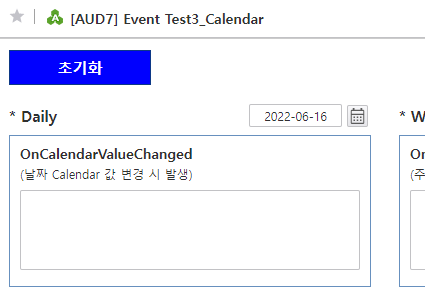 [AUD7] Event Test3_Calendar
초기화
* Daily
2022-06-16
* W
OnCalendarValueChanged
(날짜 Calendar 값 변경 시 발생)
On
(주